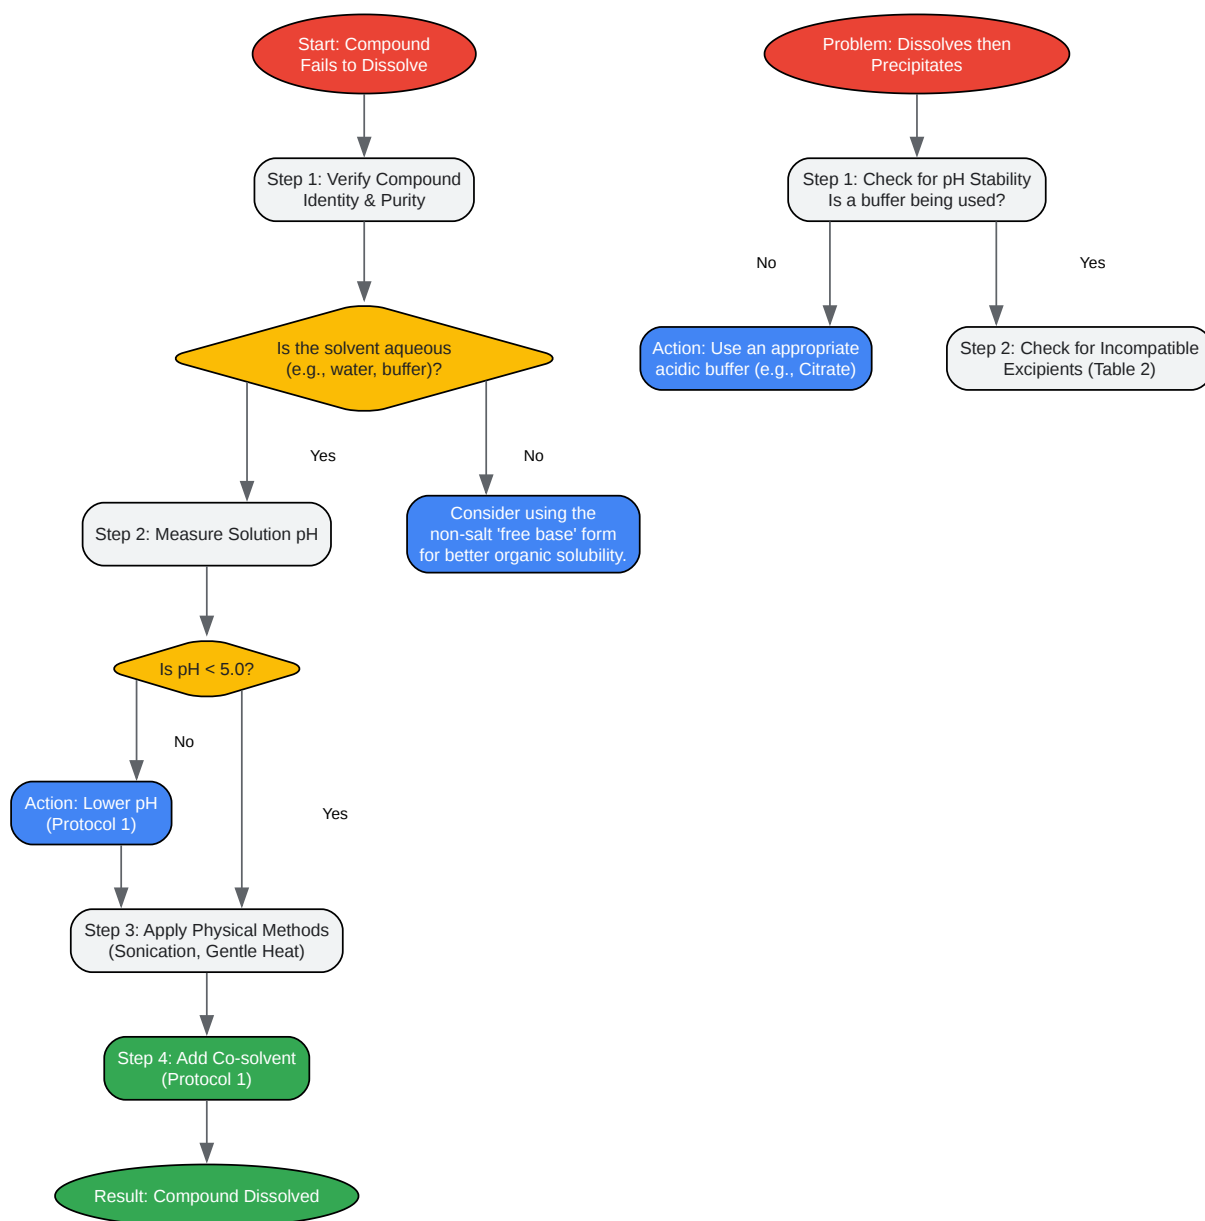 Start: Compound
Fails to Dissolve
Step 1: Verify Compound
Identity & Purity
Is the solvent aqueous
(e.g., water, buffer)?
Yes
No
Step 2: Measure Solution pH
Consider using the
non-salt 'free base' form
for better organic solubility.
Is pH < 5.0?
No
Action: Lower pH
(Protocol 1)
Yes
Step 3: Apply Physical Methods
(Sonication, Gentle Heat)
Step 4: Add Co-solvent
(Protocol 1)
Result: Compound Dissolved
Problem: Dissolves then
Precipitates
Step 1: Check for pH Stability
Is a buffer being used?
No
Yes
Action: Use an appropriate
acidic buffer (e.g., Citrate)
Step 2: Check for Incompatible
Excipients (Table 2)